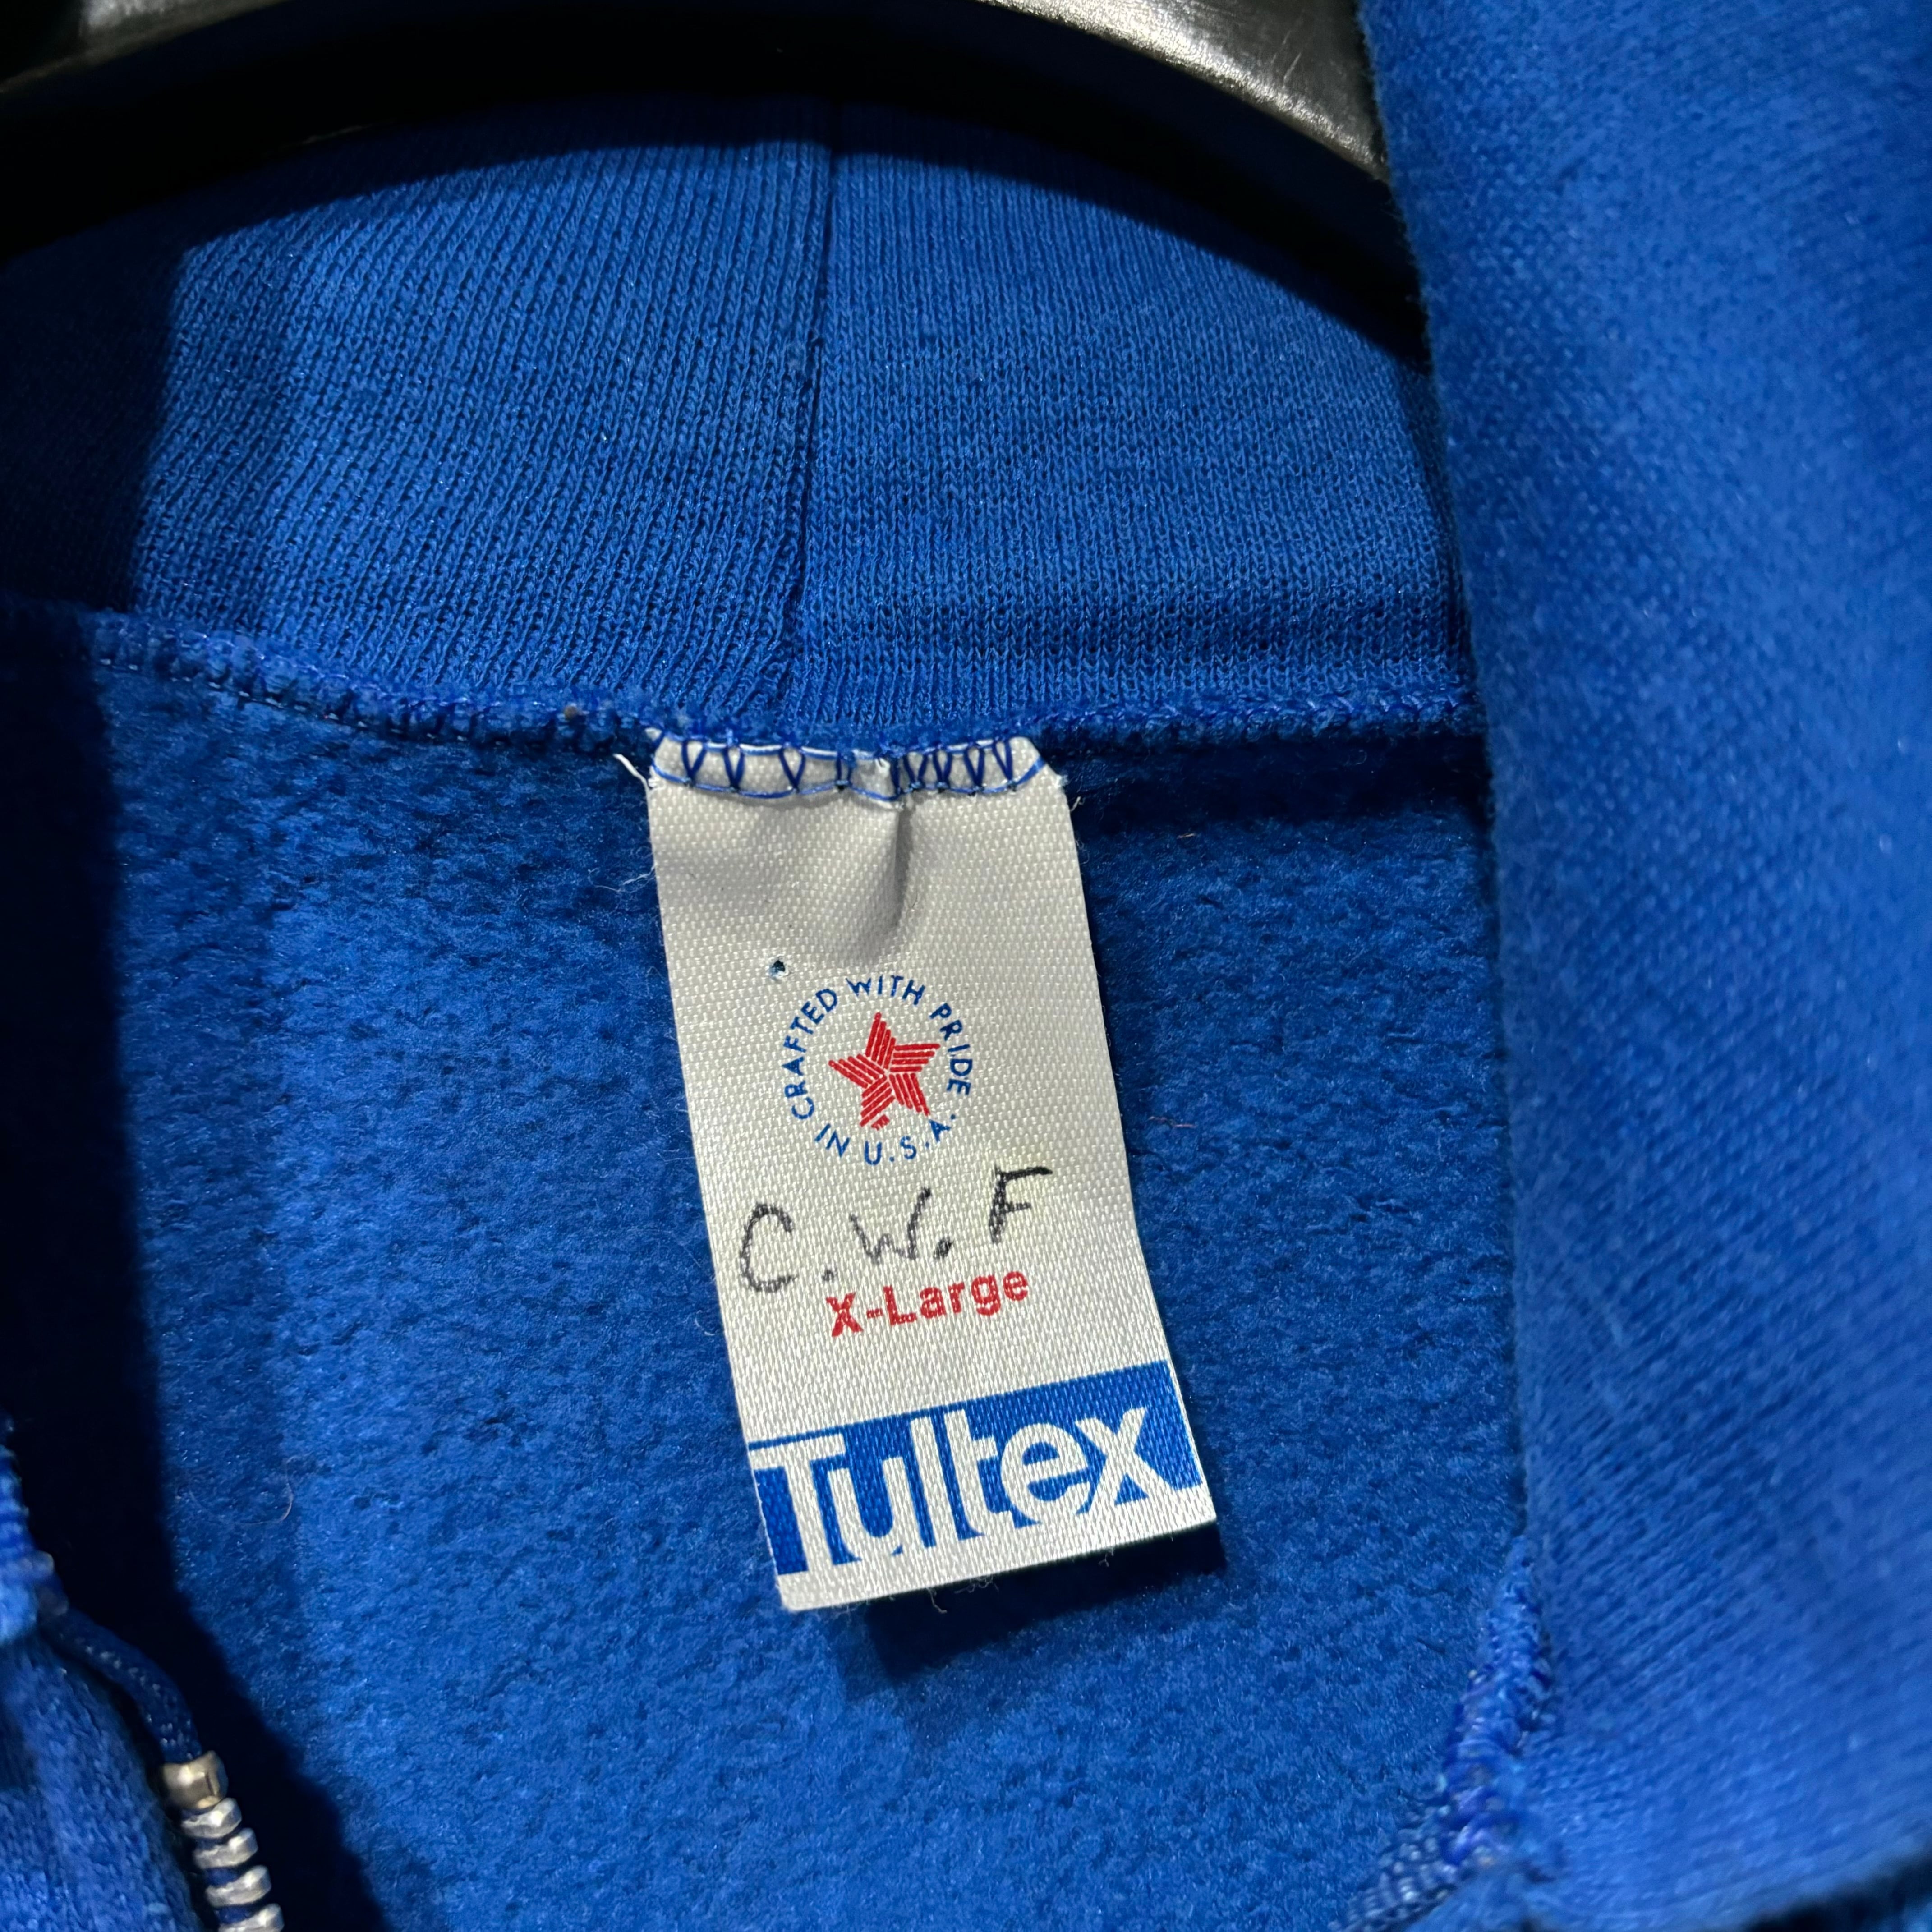 CRAFTED WITH PRIDE IN U.S.A.
C.W.F
X-Large
Tultex